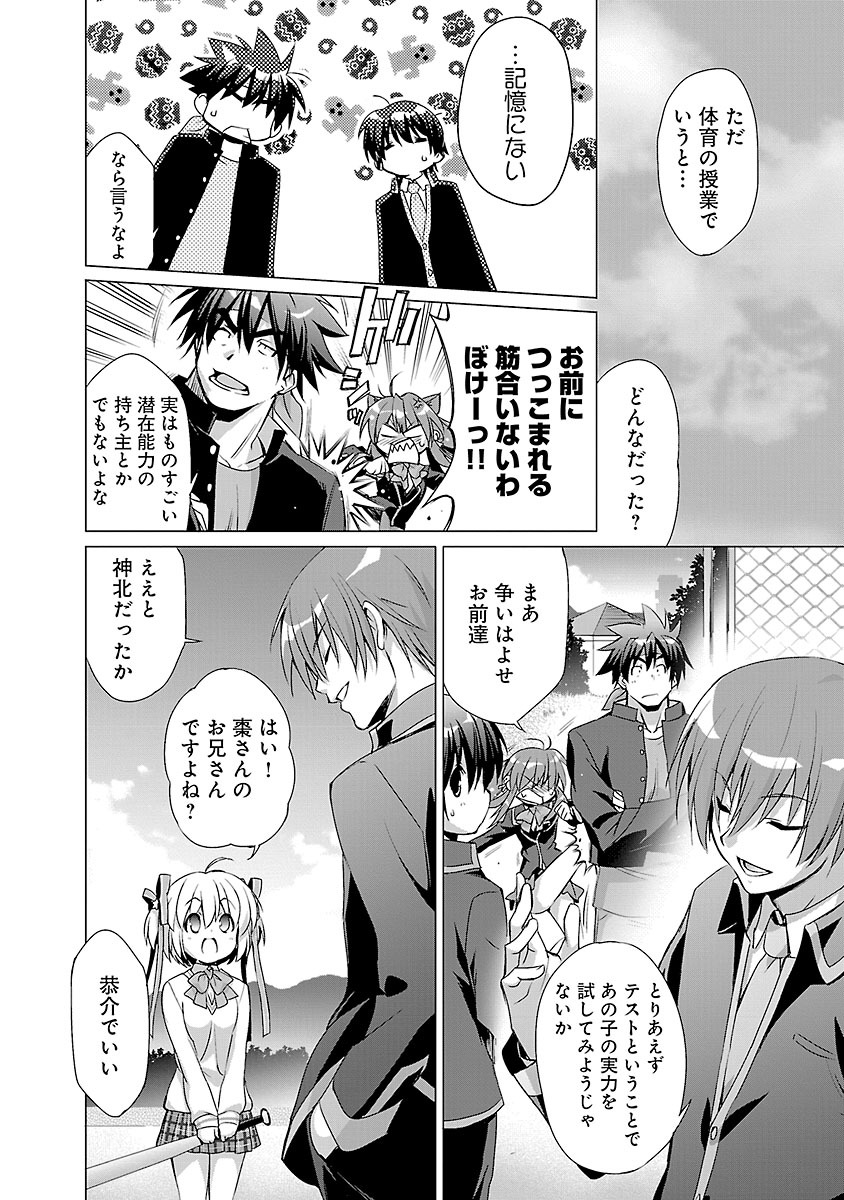 ただ
体育の授業で
いうと…
どんなだった?
…記憶にない
なら言うなよ
お前に
つっこまれる
筋合いないわ
ぼけーっ!!
実はものすごい
潜在能力の
持ち主とか
でもないよな
まあ
争いはよせ
お前達
とりあえず
テストということで
あの子の実力を
試してみようじゃ
ないか
ええと
神北だったか
はい!
棗さんの
お兄さん
ですよね?
恭介でいい